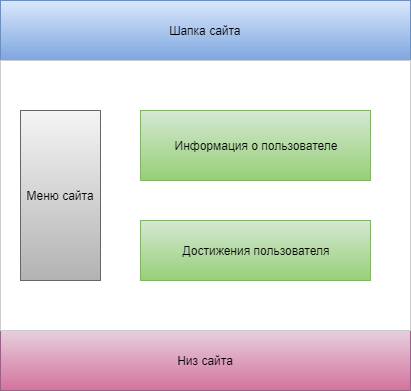 Шапка сайта
Меню сайта
Информация о пользователе
Достижения пользователя
Низ сайта